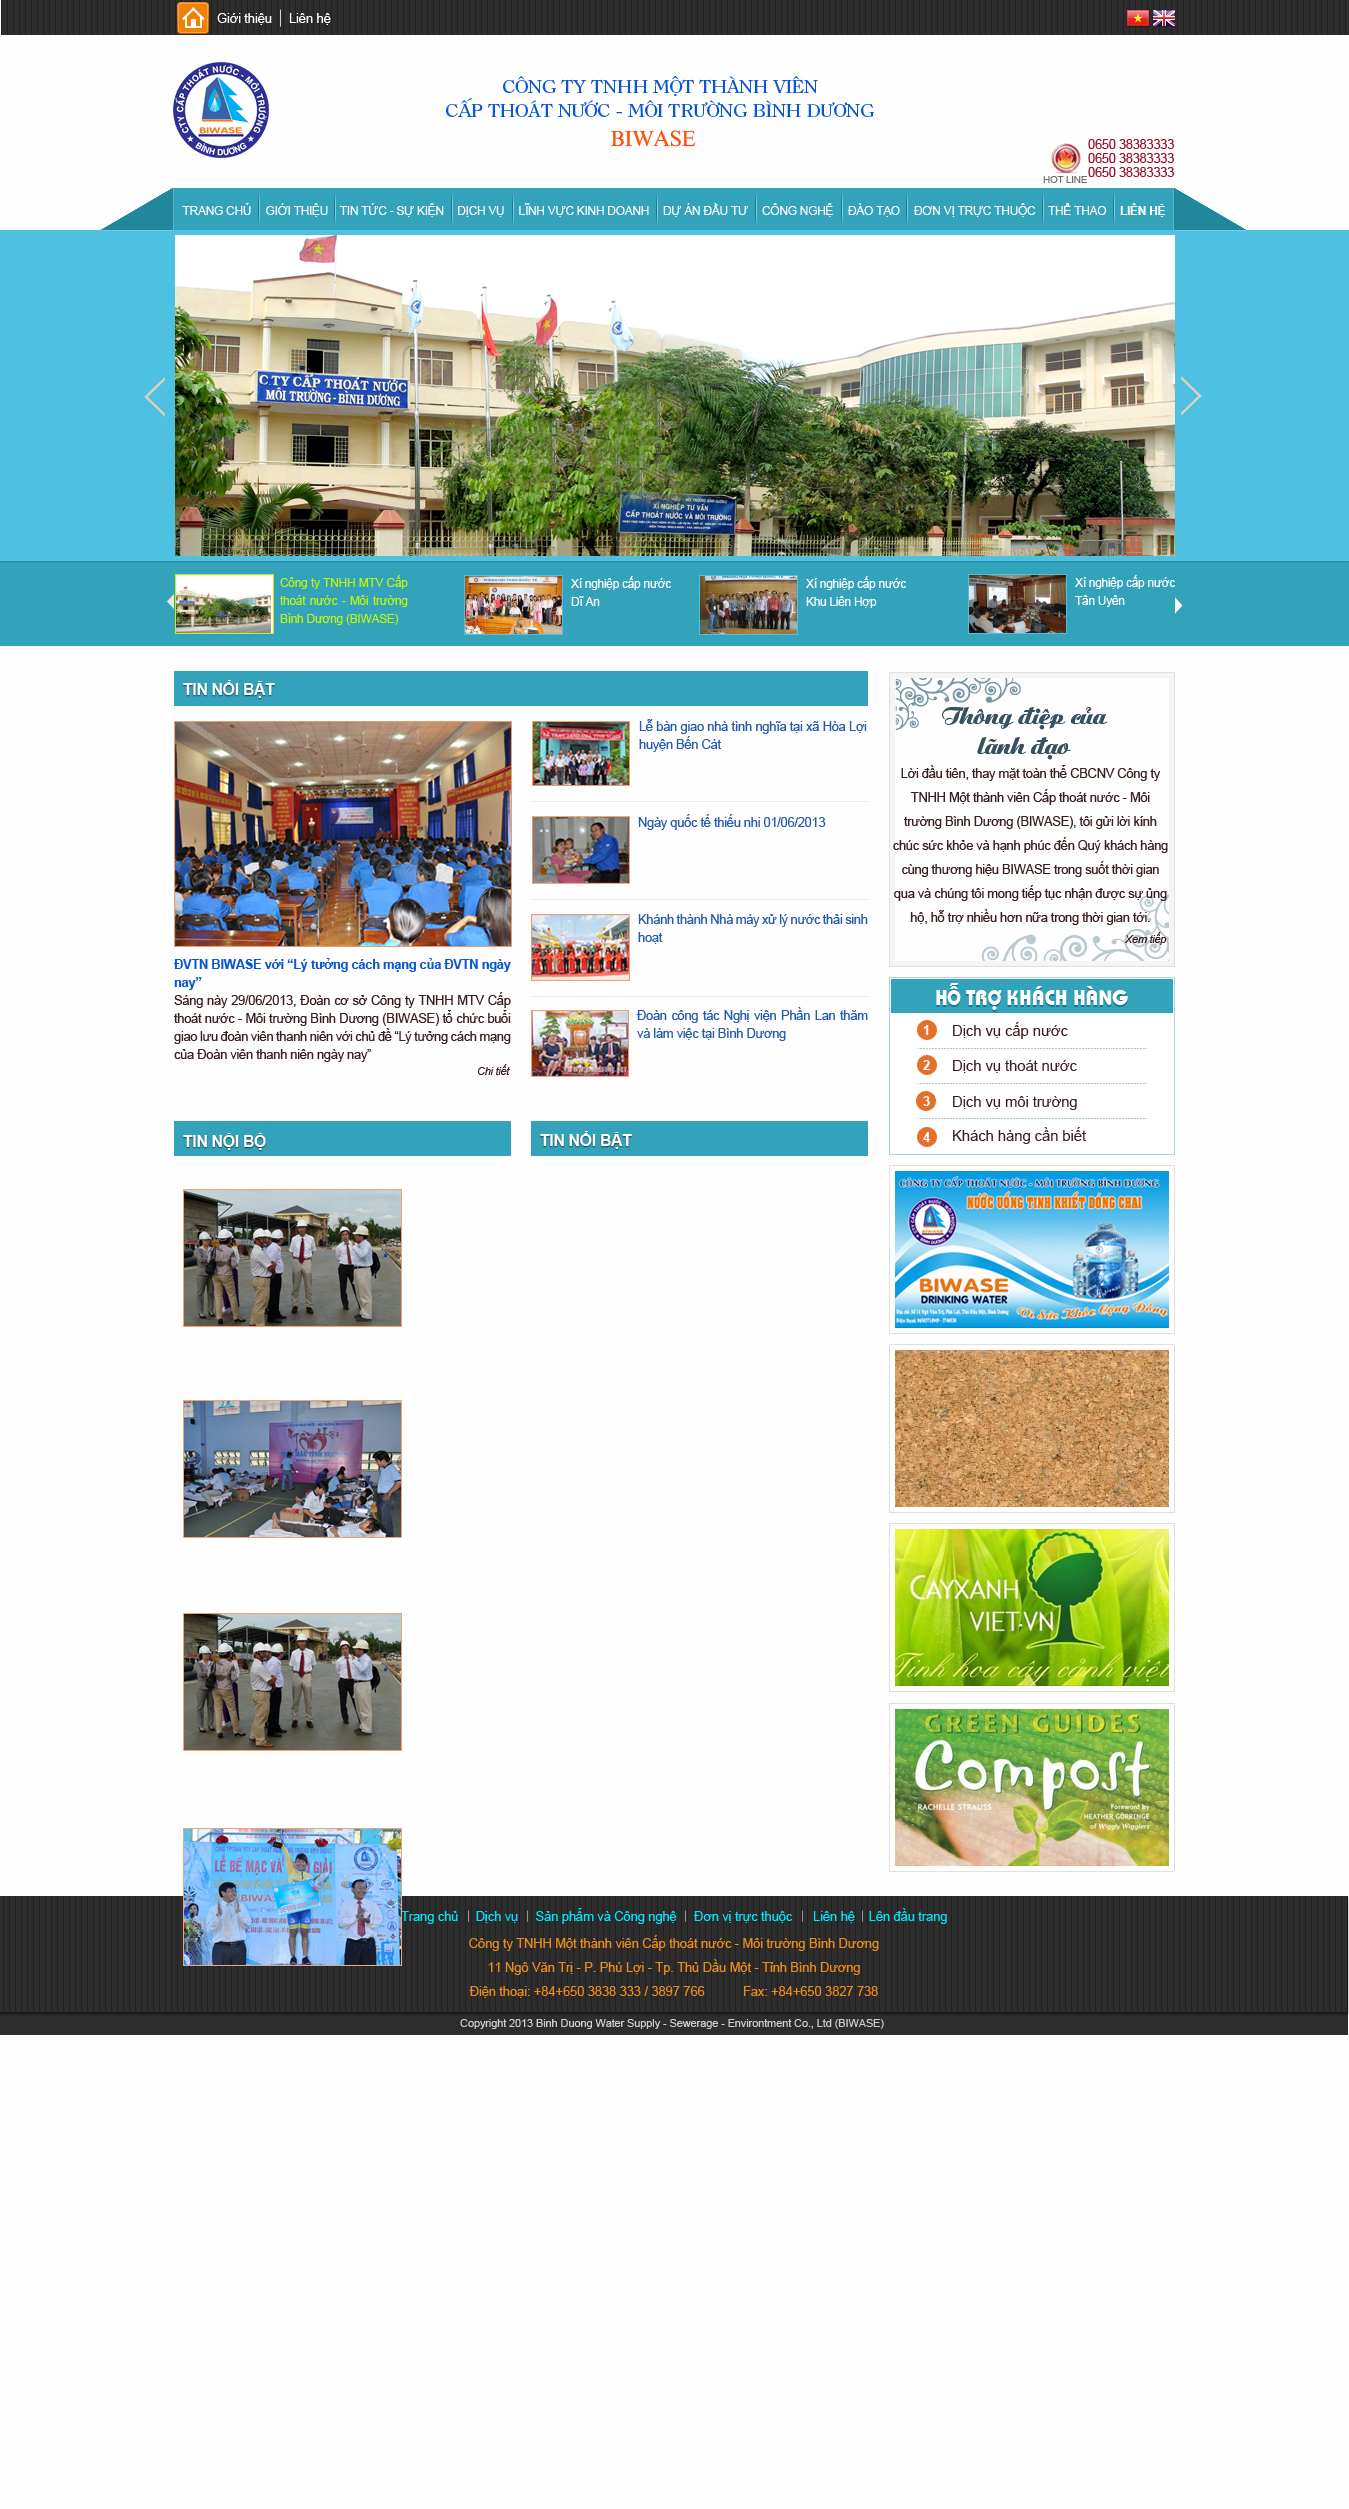 Giới thiệu | Liên hệ
CTY CẤP THOÁT NƯỚC - MÔI TRƯỜNG
BIWASE
BÌNH DƯƠNG
CÔNG TY TNHH MỘT THÀNH VIÊN
CẤP THOÁT NƯỚC - MÔI TRƯỜNG BÌNH DƯƠNG
BIWASE
HOT LINE
0650 38383333
0650 38383333
0650 38383333
TRANG CHỦ GIỚI THIỆU TIN TỨC - SỰ KIỆN DỊCH VỤ LĨNH VỰC KINH DOANH DỰ ÁN ĐẦU TƯ CÔNG NGHỆ ĐÀO TẠO ĐƠN VỊ TRỰC THUỘC THỂ THAO LIÊN HỆ
C.TY CẤP THOÁT NƯỚC
MÔI TRƯỜNG - BÌNH DƯƠNG
XÍ NGHIỆP TƯ VẤN
CẤP THOÁT NƯỚC VÀ MÔI TRƯỜNG
Công ty TNHH MTV Cấp
thoát nước - Môi trường
Bình Dương (BIWASE)
Xí nghiệp cấp nước
Dĩ An
Xí nghiệp cấp nước
Khu Liên Hợp
Xí nghiệp cấp nước
Tân Uyên
TIN NỔI BẬT
ĐVTN BIWASE với “Lý tưởng cách mạng của ĐVTN ngày
nay”
Sáng này 29/06/2013, Đoàn cơ sở Công ty TNHH MTV Cấp
thoát nước - Môi trường Bình Dương (BIWASE) tổ chức buổi
giao lưu đoàn viên thanh niên với chủ đề “Lý tưởng cách mạng
của Đoàn viên thanh niên ngày nay”
Chi tiết
Lễ bàn giao nhà tình nghĩa tại xã Hòa Lợi
huyện Bến Cát
Ngày quốc tế thiếu nhi 01/06/2013
Khánh thành Nhà máy xử lý nước thải sinh
hoạt
Đoàn công tác Nghị viện Phần Lan thăm
và làm việc tại Bình Dương
Thông điệp của
lãnh đạo
Lời đầu tiên, thay mặt toàn thể CBCNV Công ty
TNHH Một thành viên Cấp thoát nước - Môi
trường Bình Dương (BIWASE), tôi gửi lời kính
chúc sức khỏe và hạnh phúc đến Quý khách hàng
cùng thương hiệu BIWASE trong suốt thời gian
qua và chúng tôi mong tiếp tục nhận được sự ủng
hộ, hỗ trợ nhiều hơn nữa trong thời gian tới.
Xem tiếp
HỖ TRỢ KHÁCH HÀNG
1 Dịch vụ cấp nước
2 Dịch vụ thoát nước
3 Dịch vụ môi trường
4 Khách hàng cần biết
TIN NỘI BỘ
TIN NỔI BẬT
CÔNG TY CẤP THOÁT NƯỚC - MÔI TRƯỜNG BÌNH DƯƠNG
NƯỚC UỐNG TINH KHIẾT ĐÓNG CHAI
BIWASE
DRINKING WATER
Vì Sức Khỏe Cộng Đồng
CAYXANH
VIET.VN
Tinh hoa cây cảnh việt
GREEN GUIDES
Compost
RACHELLE STRAUSS
Foreword by
HEATHER GORRINGE
of Wiggly Wigglers
LỄ BẾ MẠC VÀ
GIẢI
BIWA
Trang chủ | Dịch vụ | Sản phẩm và Công nghệ | Đơn vị trực thuộc | Liên hệ | Lên đầu trang
Công ty TNHH Một thành viên Cấp thoát nước - Môi trường Bình Dương
11 Ngô Văn Trị - P. Phú Lợi - Tp. Thủ Dầu Một - Tỉnh Bình Dương
Điện thoại: +84+650 3838 333 / 3897 766 Fax: +84+650 3827 738
Copyright 2013 Binh Duong Water Supply - Sewerage - Environtment Co., Ltd (BIWASE)